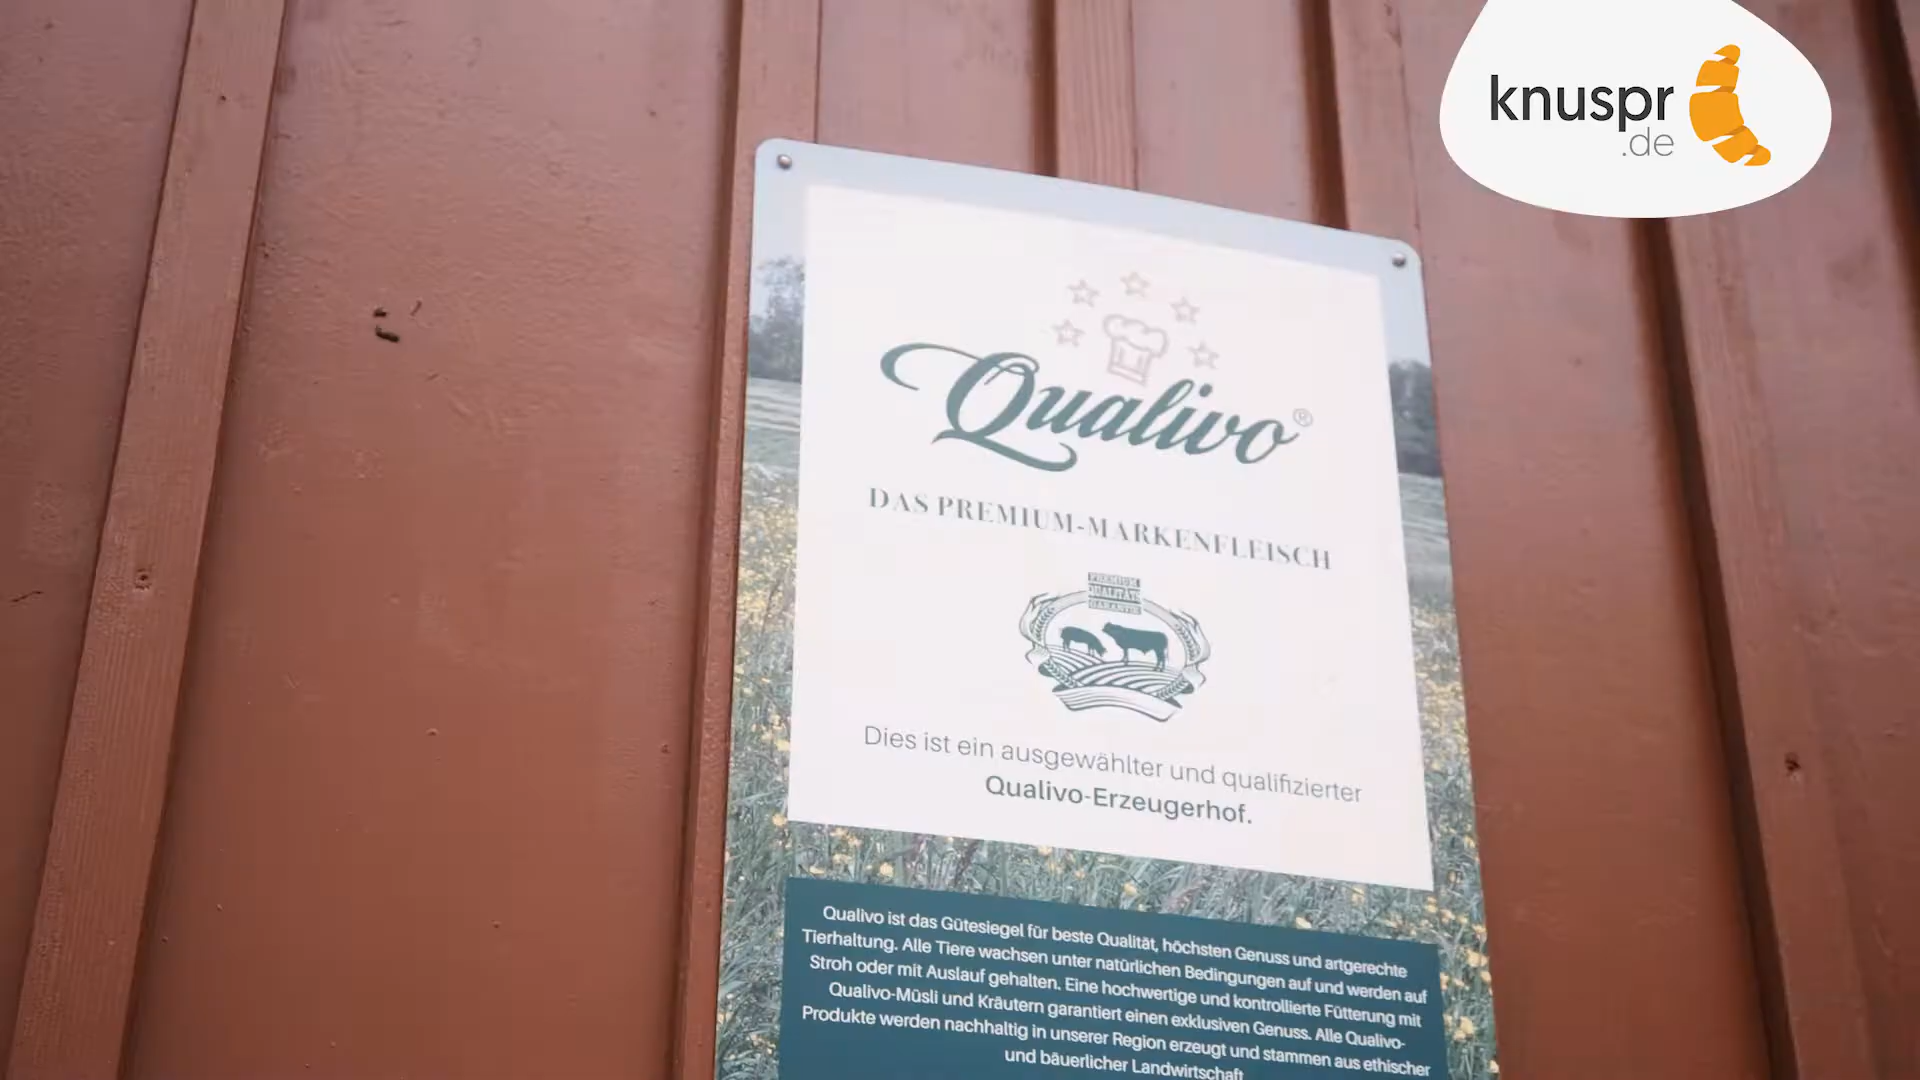 knuspr
.de
Qualivo®
DAS PREMIUM-MARKENFLEISCH
PREMIUM
QUALITÄTS
GARANTIE
Dies ist ein ausgewählter und qualifizierter
Qualivo-Erzeugerhof.
Qualivo ist das Gütesiegel für beste Qualität, höchsten Genuss und artgerechte
Tierhaltung. Alle Tiere wachsen unter natürlichen Bedingungen auf und werden auf
Stroh oder mit Auslauf gehalten. Eine hochwertige und kontrollierte Fütterung mit
Qualivo-Müsli und Kräutern garantiert einen exklusiven Genuss. Alle Qualivo-
Produkte werden nachhaltig in unserer Region erzeugt und stammen aus ethischer
und bäuerlicher Landwirtschaft